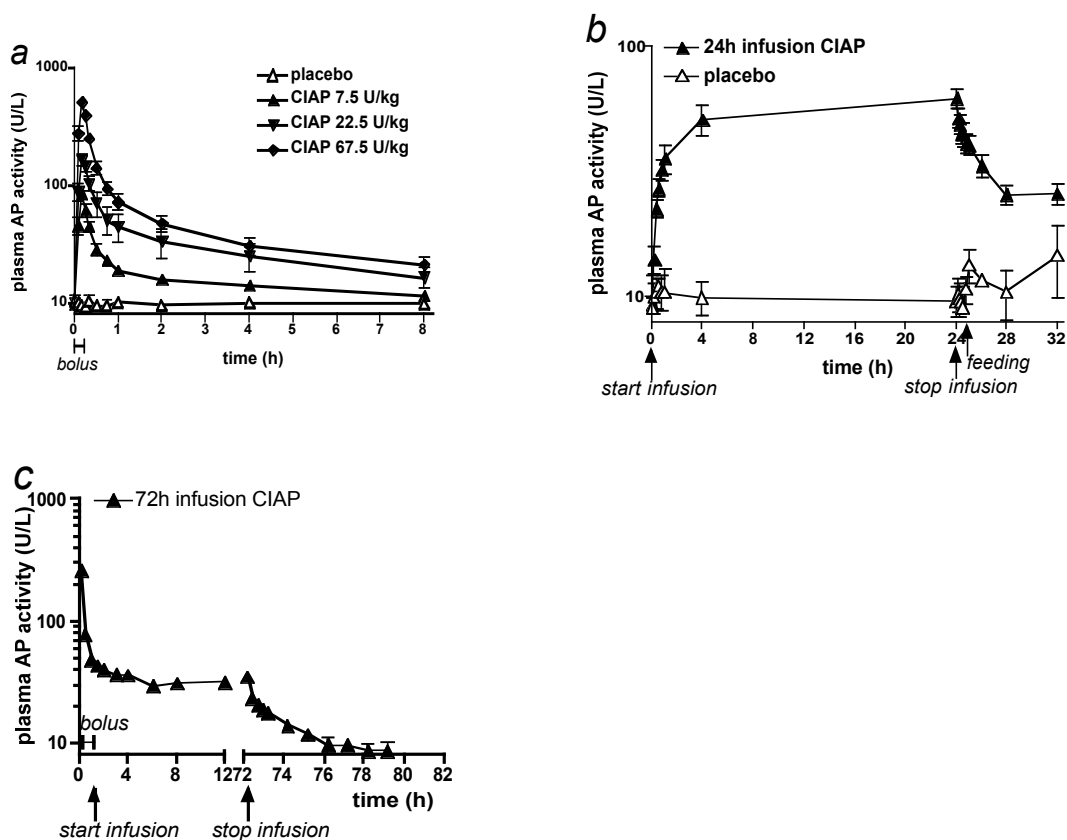 a
1000
100
10
plasma AP activity (U/L)
placebo
CIAP 7.5 U/kg
CIAP 22.5 U/kg
CIAP 67.5 U/kg
0 1 2 3 4 5 6 7 8
time (h)
bolus
b
100
10
plasma AP activity (U/L)
24h infusion CIAP
placebo
0 4 8 12 16 20 24 28 32
time (h)
feeding
start infusion
stop infusion
c
1000
100
10
plasma AP activity (U/L)
72h infusion CIAP
bolus
0 4 8 12 72 74 76 78 80 82
time (h)
start infusion
stop infusion